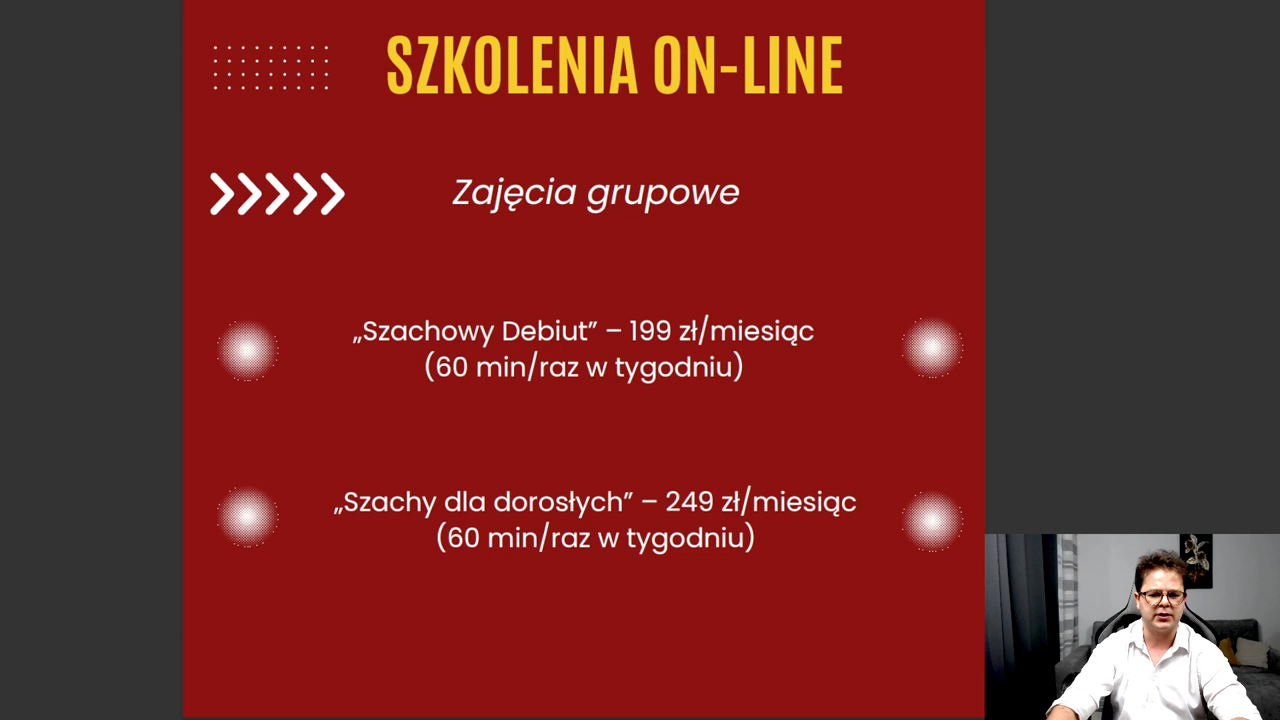 SZKOLENIA ON-LINE
Zajęcia grupowe
„Szachowy Debiut” – 199 zł/miesiąc
(60 min/raz w tygodniu)
„Szachy dla dorosłych” – 249 zł/miesiąc
(60 min/raz w tygodniu)